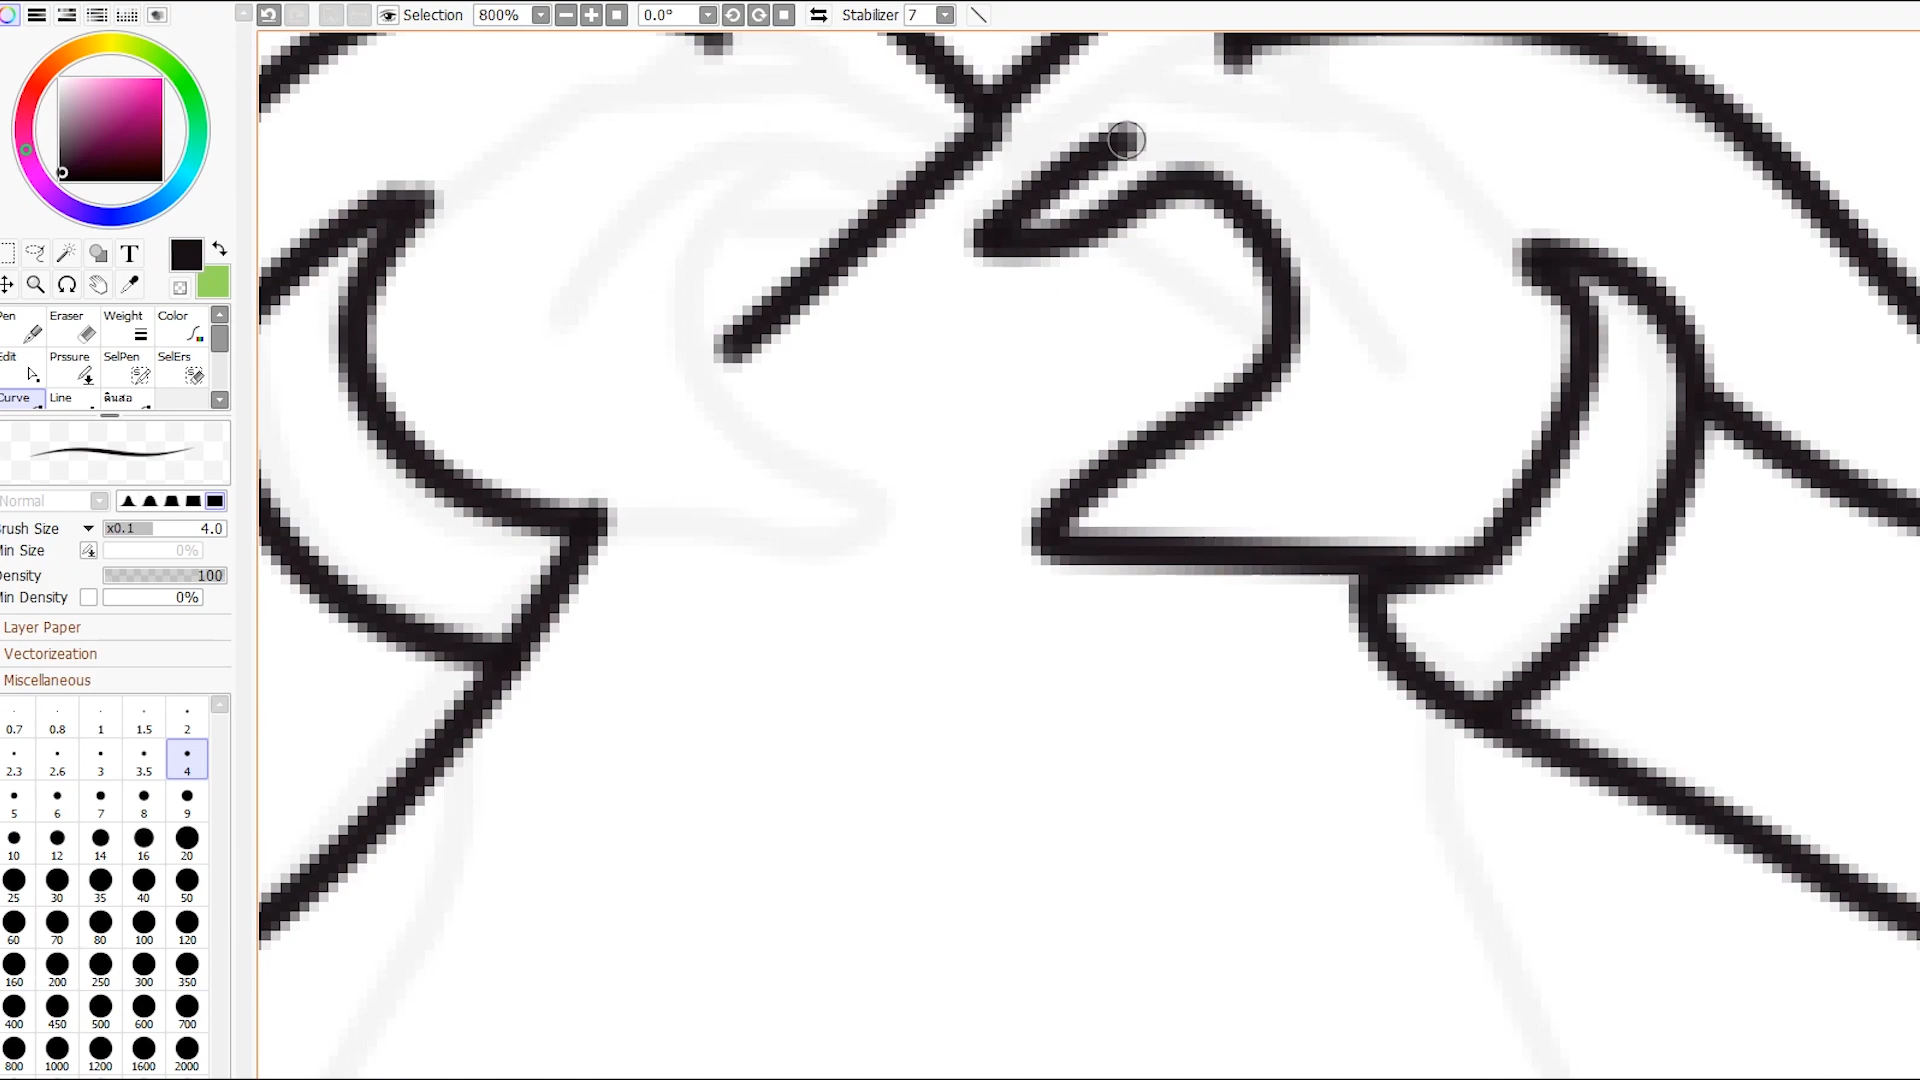 Selection 800% 0.0° Stabilizer 7
T
Pen Eraser Weight Color
Edit Prssure SelPen SelErs
Curve Line ดินสอ
Normal
Brush Size x0.1 4.0
Min Size 0%
Density 100
Min Density 0%
Layer Paper
Vectorizeation
Miscellaneous
0.7 0.8 1 1.5 2
2.3 2.6 3 3.5 4
5 6 7 8 9
10 12 14 16 20
25 30 35 40 50
60 70 80 100 120
160 200 250 300 350
400 450 500 600 700
800 1000 1200 1600 2000